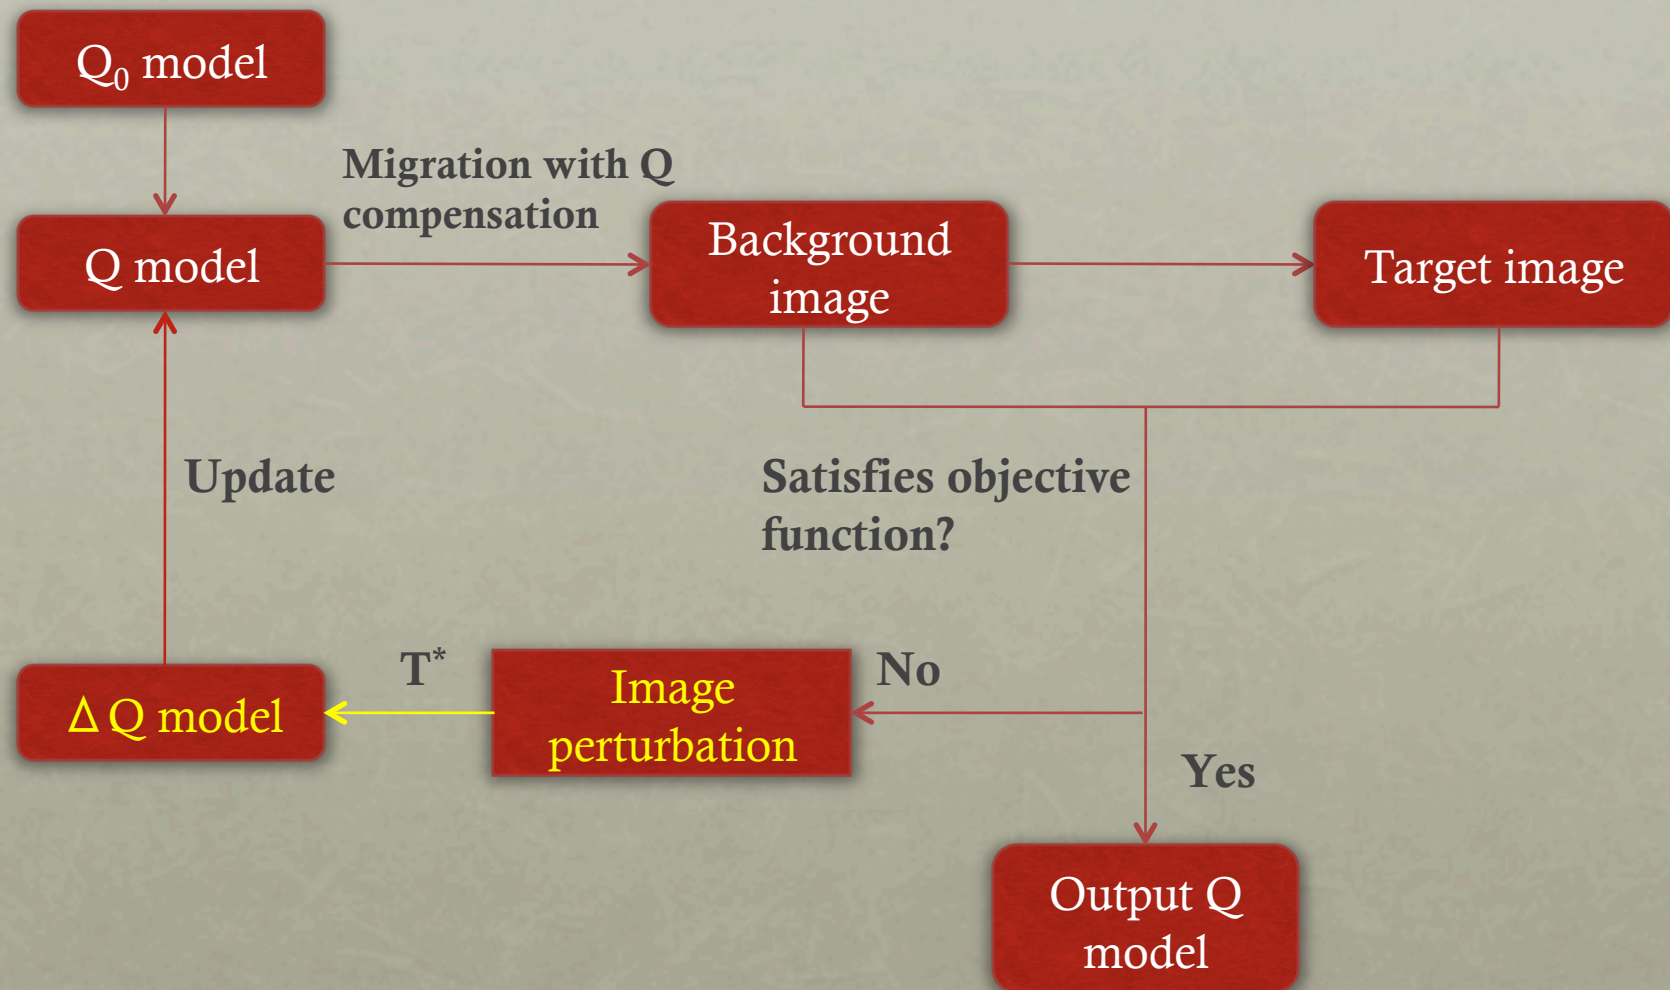 Q₀ model
Migration with Q
compensation
Q model
Background
image
Target image
Update
Satisfies objective
function?
Δ Q model
T*
Image
perturbation
No
Yes
Output Q
model